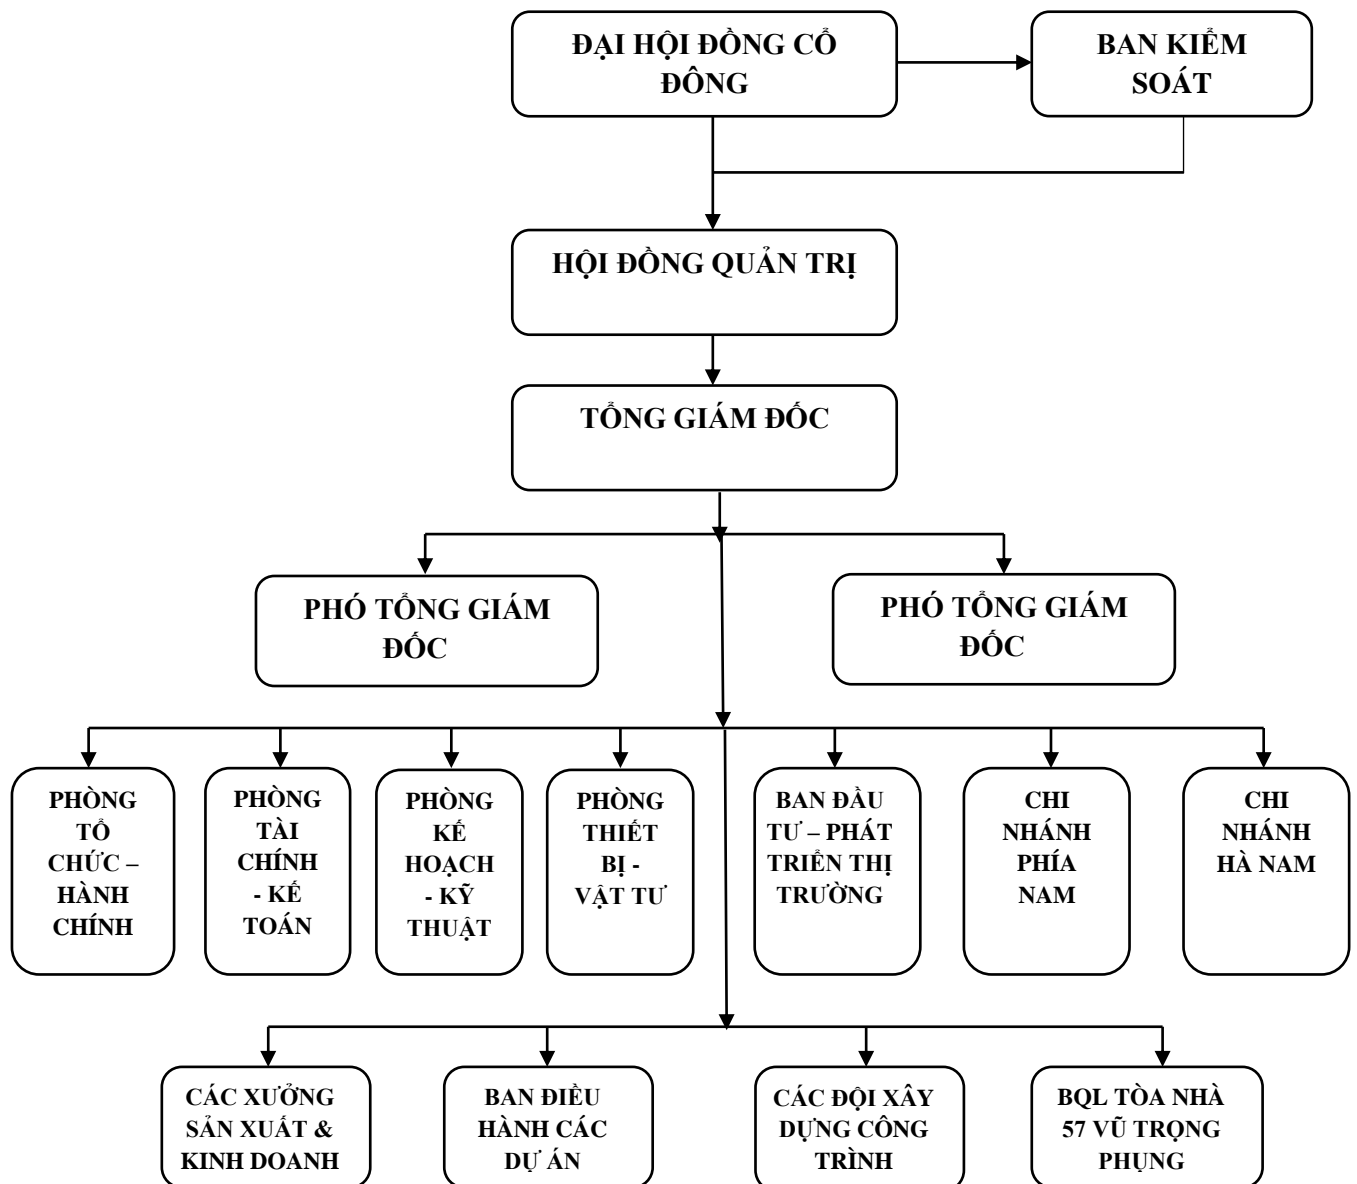 ĐẠI HỘI ĐỒNG CỔ
ĐÔNG
BAN KIỂM
SOÁT
HỘI ĐỒNG QUẢN TRỊ
TỔNG GIÁM ĐỐC
PHÓ TỔNG GIÁM
ĐỐC
PHÓ TỔNG GIÁM
ĐỐC
PHÒNG
TỔ
CHỨC –
HÀNH
CHÍNH
PHÒNG
TÀI
CHÍNH
- KẾ
TOÁN
PHÒNG
KẾ
HOẠCH
- KỸ
THUẬT
PHÒNG
THIẾT
BỊ -
VẬT TƯ
BAN ĐẦU
TƯ – PHÁT
TRIỂN THỊ
TRƯỜNG
CHI
NHÁNH
PHÍA
NAM
CHI
NHÁNH
HÀ NAM
CÁC XƯỞNG
SẢN XUẤT &
KINH DOANH
BAN ĐIỀU
HÀNH CÁC
DỰ ÁN
CÁC ĐỘI XÂY
DỰNG CÔNG
TRÌNH
BQL TÒA NHÀ
57 VŨ TRỌNG
PHỤNG